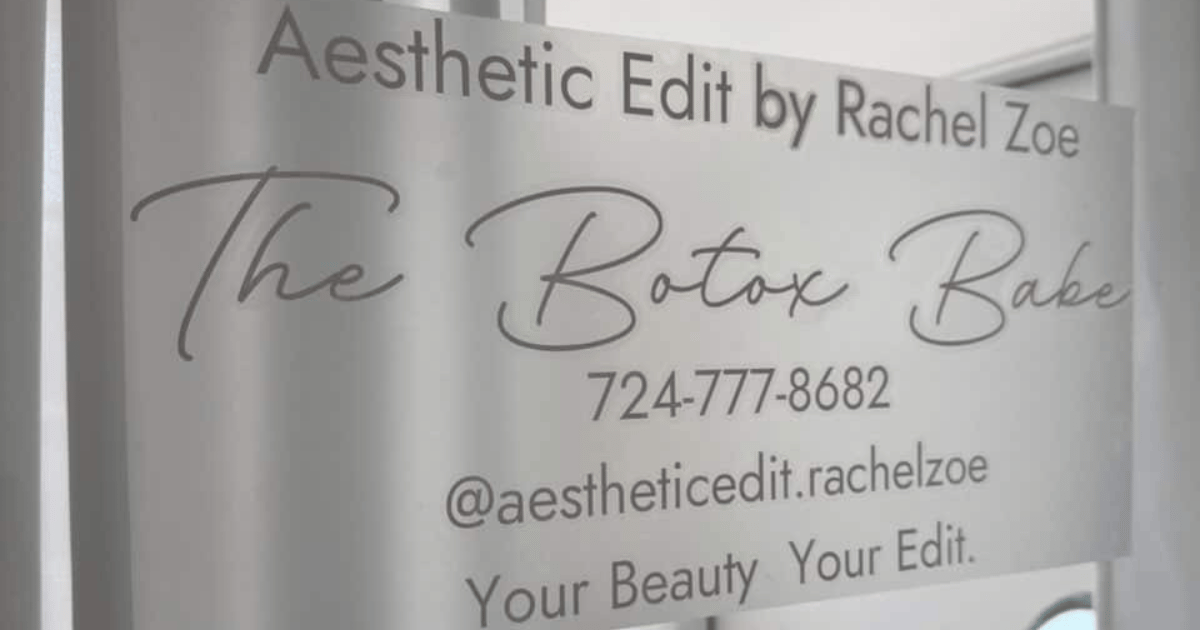 Aesthetic Edit by Rachel Zoe
The Botox Babe
724-777-8682
@aestheticedit.rachelzoe
Your Beauty Your Edit.